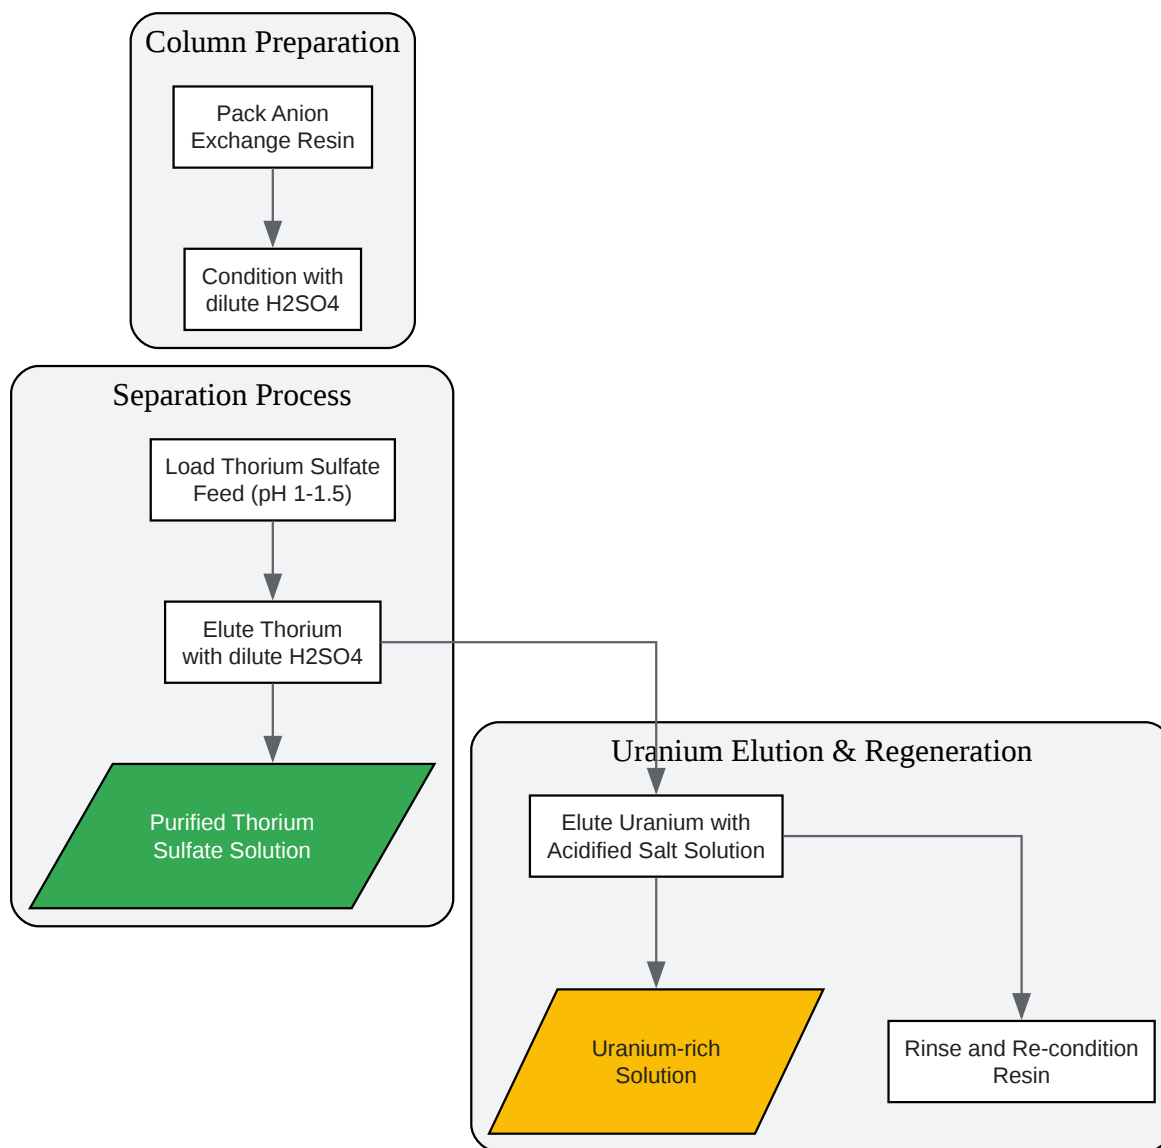 Column Preparation
Pack Anion
Exchange Resin
Condition with
dilute H2SO4
Separation Process
Load Thorium Sulfate
Feed (pH 1-1.5)
Elute Thorium
with dilute H2SO4
Purified Thorium
Sulfate Solution
Uranium Elution & Regeneration
Elute Uranium with
Acidified Salt Solution
Uranium-rich
Solution
Rinse and Re-condition
Resin